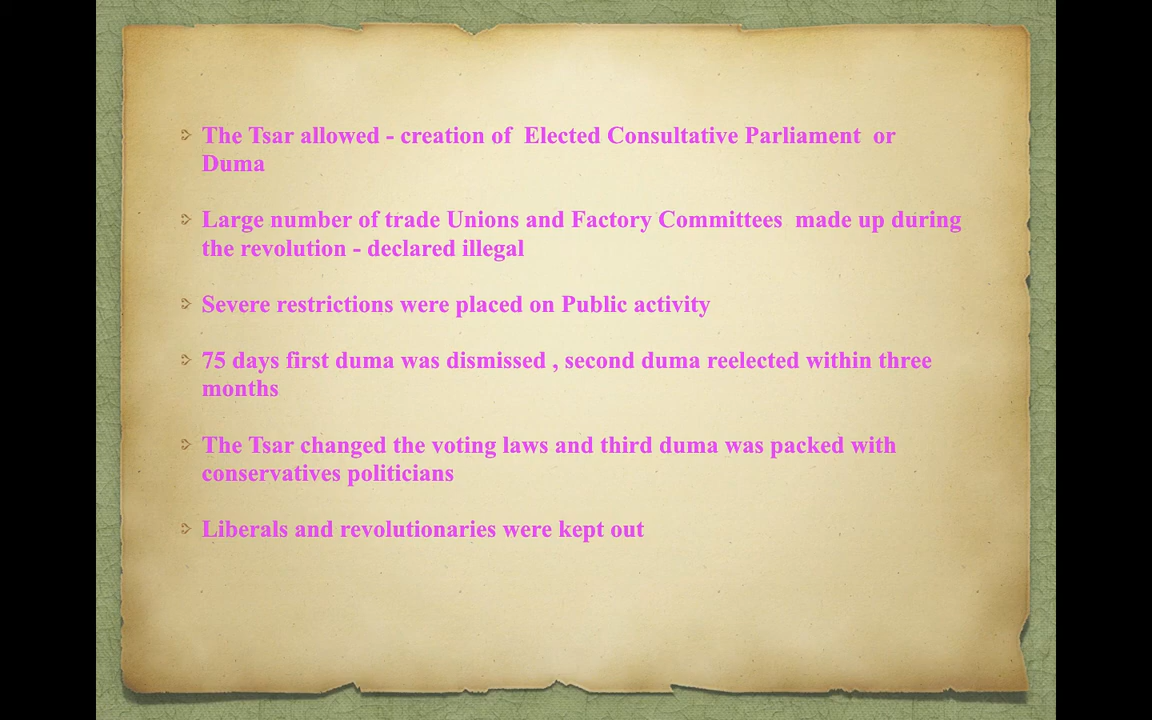 The Tsar allowed - creation of Elected Consultative Parliament or
Duma
Large number of trade Unions and Factory Committees made up during
the revolution - declared illegal
Severe restrictions were placed on Public activity
75 days first duma was dismissed , second duma reelected within three
months
The Tsar changed the voting laws and third duma was packed with
conservatives politicians
Liberals and revolutionaries were kept out